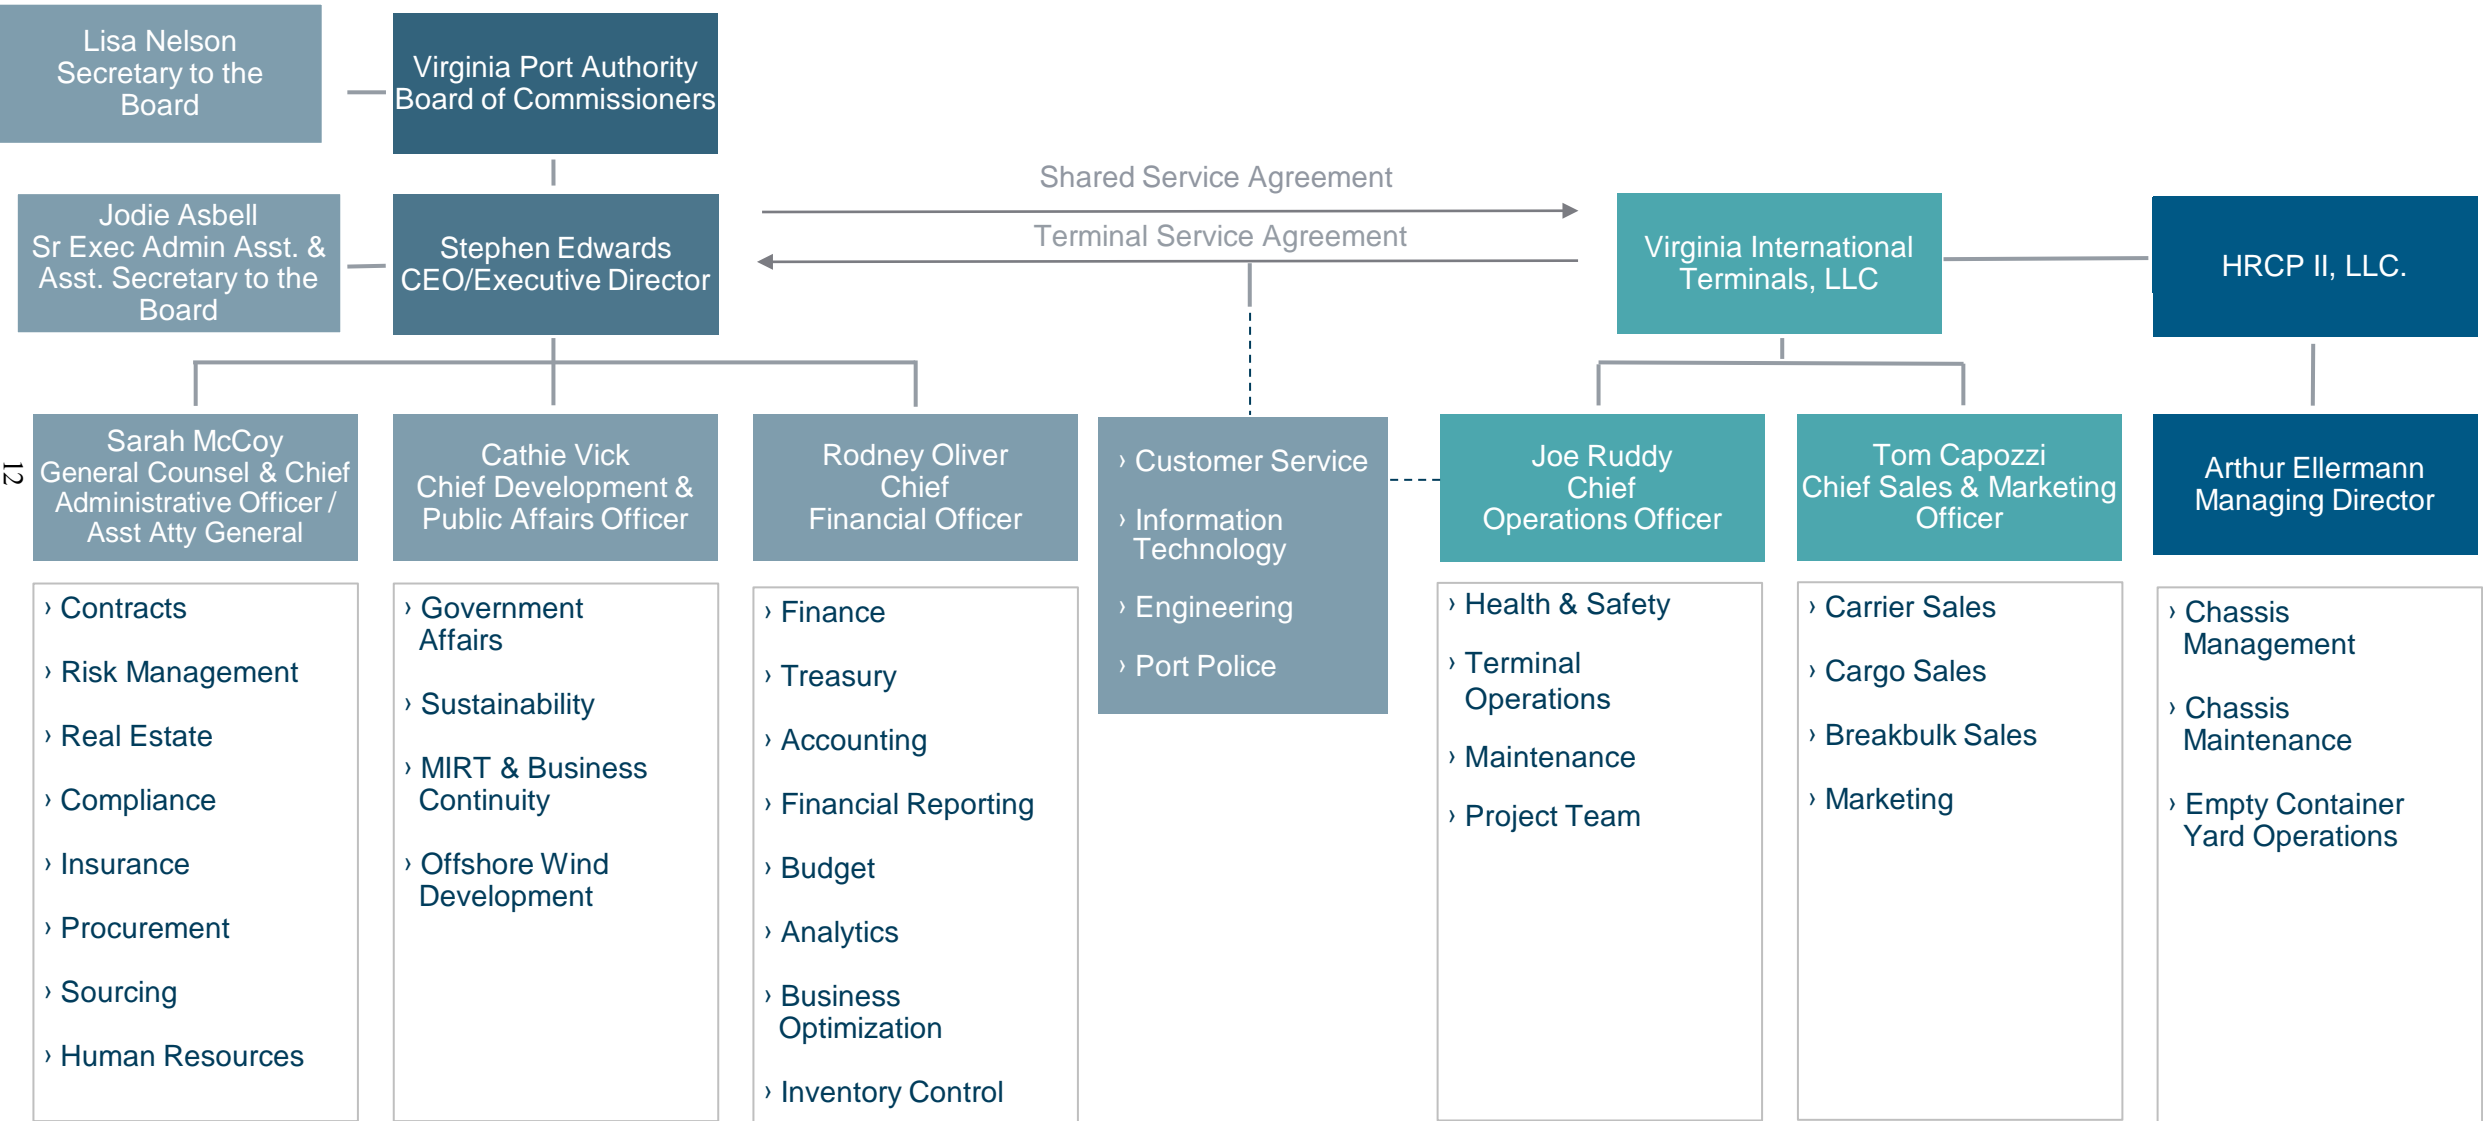 Lisa Nelson
Secretary to the
Board
Virginia Port Authority
Board of Commissioners
Shared Service Agreement
Terminal Service Agreement
Jodie Asbell
Sr Exec Admin Asst. &
Asst. Secretary to the
Board
Stephen Edwards
CEO/Executive Director
Virginia International
Terminals, LLC
HRCP II, LLC.
12
Sarah McCoy
General Counsel & Chief
Administrative Officer /
Asst Atty General
Cathie Vick
Chief Development &
Public Affairs Officer
Rodney Oliver
Chief
Financial Officer
› Customer Service
› Information
Technology
› Engineering
› Port Police
Joe Ruddy
Chief
Operations Officer
Tom Capozzi
Chief Sales & Marketing
Officer
Arthur Ellermann
Managing Director
› Contracts
› Risk Management
› Real Estate
› Compliance
› Insurance
› Procurement
› Sourcing
› Human Resources
› Government
Affairs
› Sustainability
› MIRT & Business
Continuity
› Offshore Wind
Development
› Finance
› Treasury
› Accounting
› Financial Reporting
› Budget
› Analytics
› Business
Optimization
› Inventory Control
› Health & Safety
› Terminal
Operations
› Maintenance
› Project Team
› Carrier Sales
› Cargo Sales
› Breakbulk Sales
› Marketing
› Chassis
Management
› Chassis
Maintenance
› Empty Container
Yard Operations